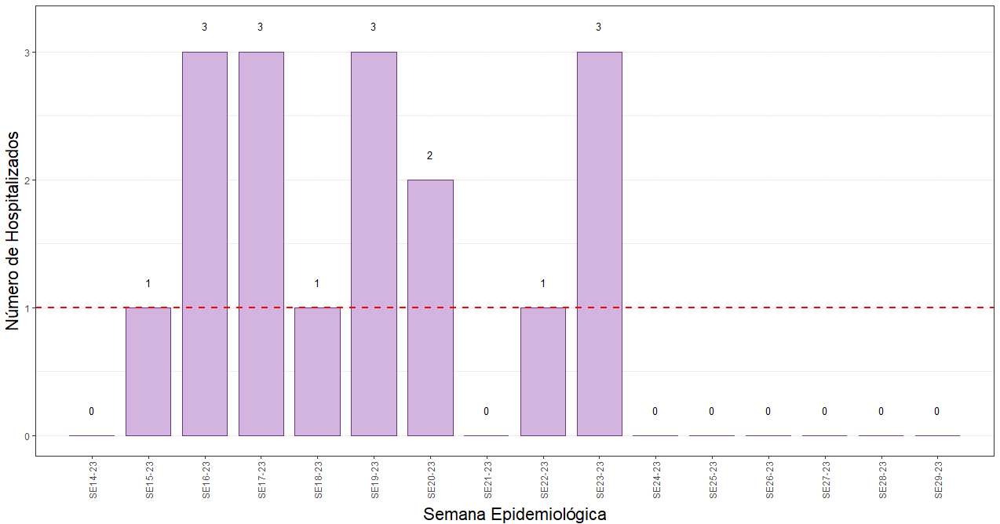 Número de Hospitalizados
3
2
1
0
0
1
3
3
1
3
2
0
1
3
0
0
0
0
0
0
SE14-23
SE15-23
SE16-23
SE17-23
SE18-23
SE19-23
SE20-23
SE21-23
SE22-23
SE23-23
SE24-23
SE25-23
SE26-23
SE27-23
SE28-23
SE29-23
Semana Epidemiológica